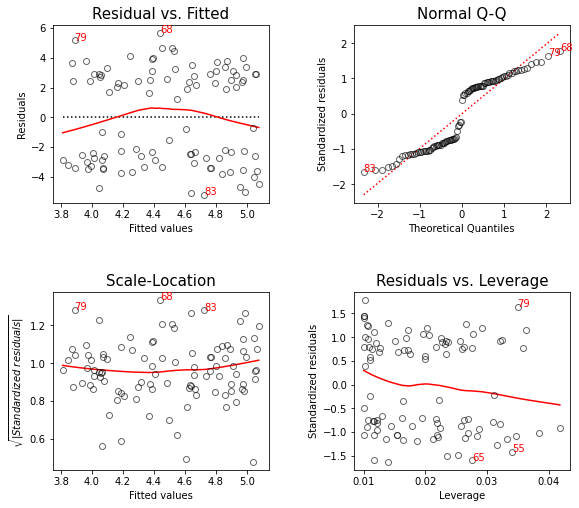 Residual vs. Fitted
Residuals
6
4
2
0
−2
−4
79
68
83
3.8 4.0 4.2 4.4 4.6 4.8 5.0
Fitted values
Normal Q-Q
Standardized residuals
2
1
0
−1
−2
83
79
68
−2 −1 0 1 2
Theoretical Quantiles
Scale-Location
√|Standardized residuals|
1.2
1.0
0.8
0.6
79
68
83
3.8 4.0 4.2 4.4 4.6 4.8 5.0
Fitted values
Residuals vs. Leverage
Standardized residuals
1.5
1.0
0.5
0.0
−0.5
−1.0
−1.5
79
65
55
0.01 0.02 0.03 0.04
Leverage